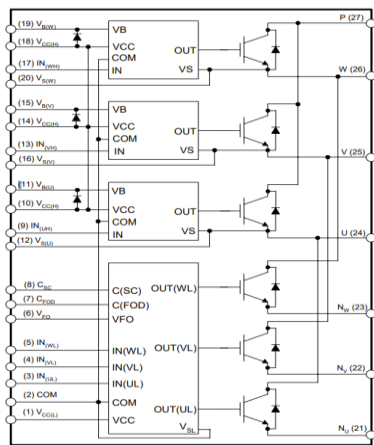 (19) VB(W)
(18) VCC(H)
(17) IN(WH)
(20) VS(W)
VB
VCC
COM
IN
OUT
VS
P (27)
W (26)
(15) VB(V)
(14) VCC(H)
(13) IN(VH)
(16) VS(V)
VB
VCC
COM
IN
OUT
VS
V (25)
(11) VB(U)
(10) VCC(H)
(9) IN(UH)
(12) VS(U)
VB
VCC
COM
IN
OUT
VS
U (24)
(8) CSC
(7) CFOD
(6) VFO
(5) IN(WL)
(4) IN(VL)
(3) IN(UL)
(2) COM
(1) VCC(L)
C(SC)
C(FOD)
VFO
IN(WL)
IN(VL)
IN(UL)
COM
VCC
OUT(WL)
OUT(VL)
OUT(UL)
VSL
NW (23)
NV (22)
NU (21)